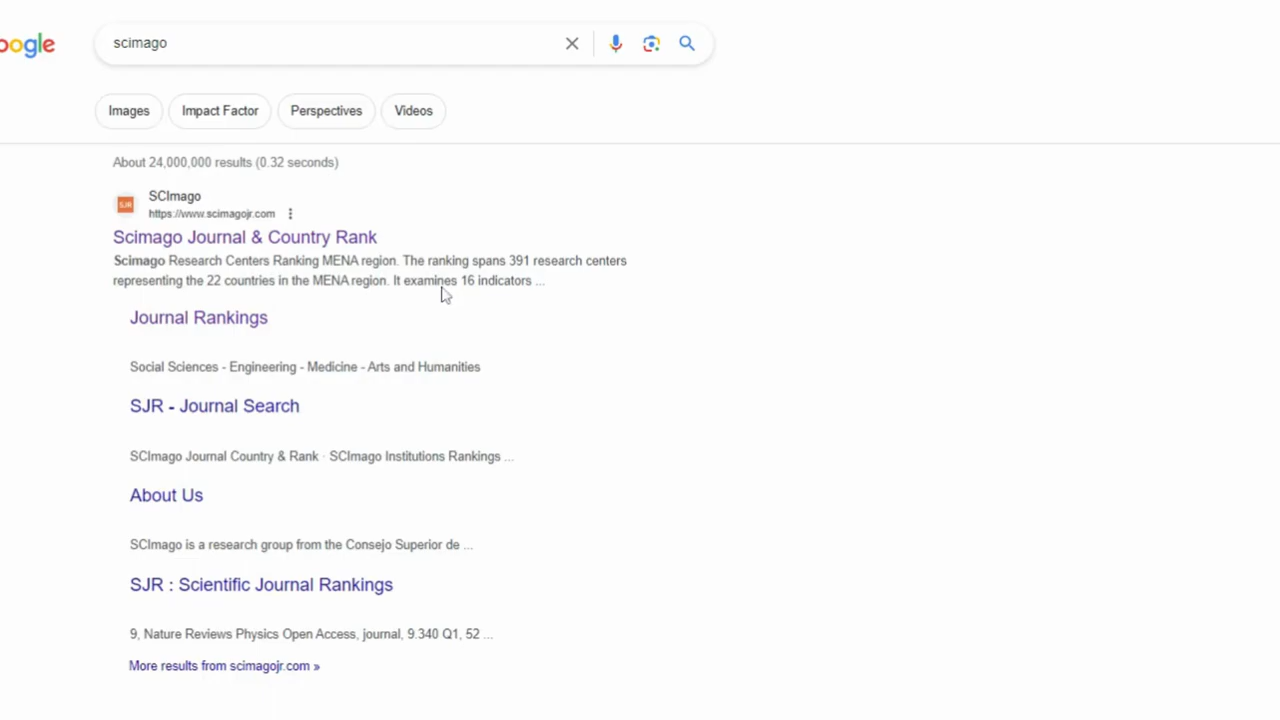 oogle
scimago
Images
Impact Factor
Perspectives
Videos
About 24,000,000 results (0.32 seconds)
SJR
SCImago
https://www.scimagojr.com
Scimago Journal & Country Rank
Scimago Research Centers Ranking MENA region. The ranking spans 391 research centers
representing the 22 countries in the MENA region. It examines 16 indicators ...
Journal Rankings
Social Sciences - Engineering - Medicine - Arts and Humanities
SJR - Journal Search
SCImago Journal Country & Rank · SCImago Institutions Rankings ...
About Us
SCImago is a research group from the Consejo Superior de ...
SJR : Scientific Journal Rankings
9, Nature Reviews Physics Open Access, journal, 9.340 Q1, 52 ...
More results from scimagojr.com »